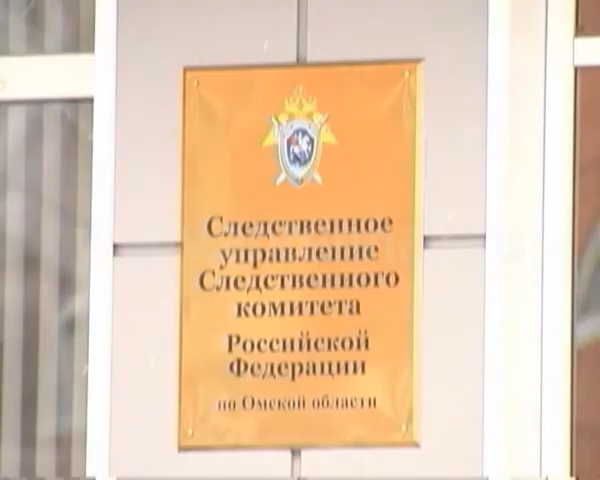 Следственное
управление
Следственного
комитета
Российской
Федерации
по Омской области